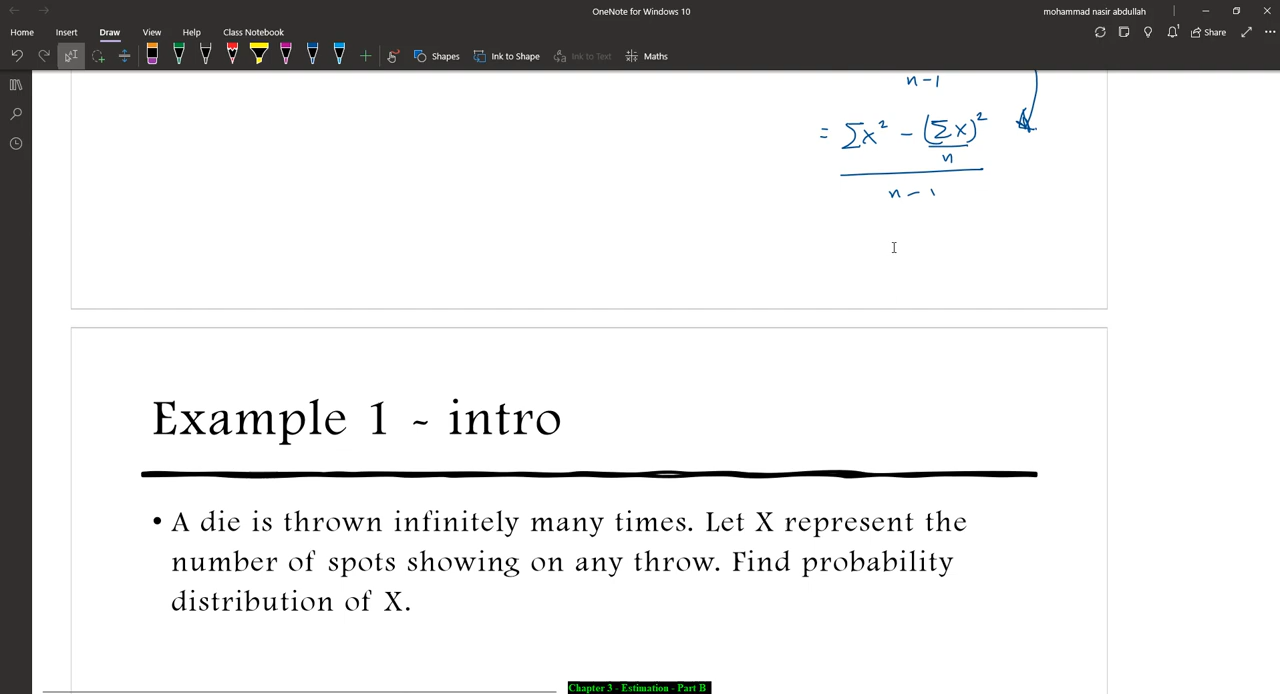 OneNote for Windows 10
mohammad nasir abdullah
Home Insert Draw View Help Class Notebook
Share
Shapes Ink to Shape Ink to Text Maths
n-1
= Σx² - (Σx)²
n
n-1
Example 1 - intro
• A die is thrown infinitely many times. Let X represent the
number of spots showing on any throw. Find probability
distribution of X.
Chapter 3 - Estimation - Part B